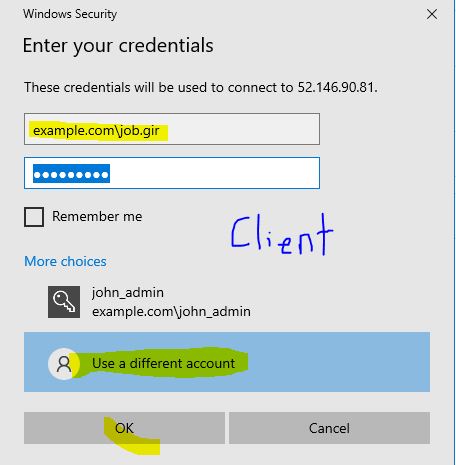 Windows Security
Enter your credentials
These credentials will be used to connect to 52.146.90.81.
example.com\job.gir
●●●●●●●●●
Remember me
Client
More choices
john_admin
example.com\john_admin
Use a different account
OK
Cancel